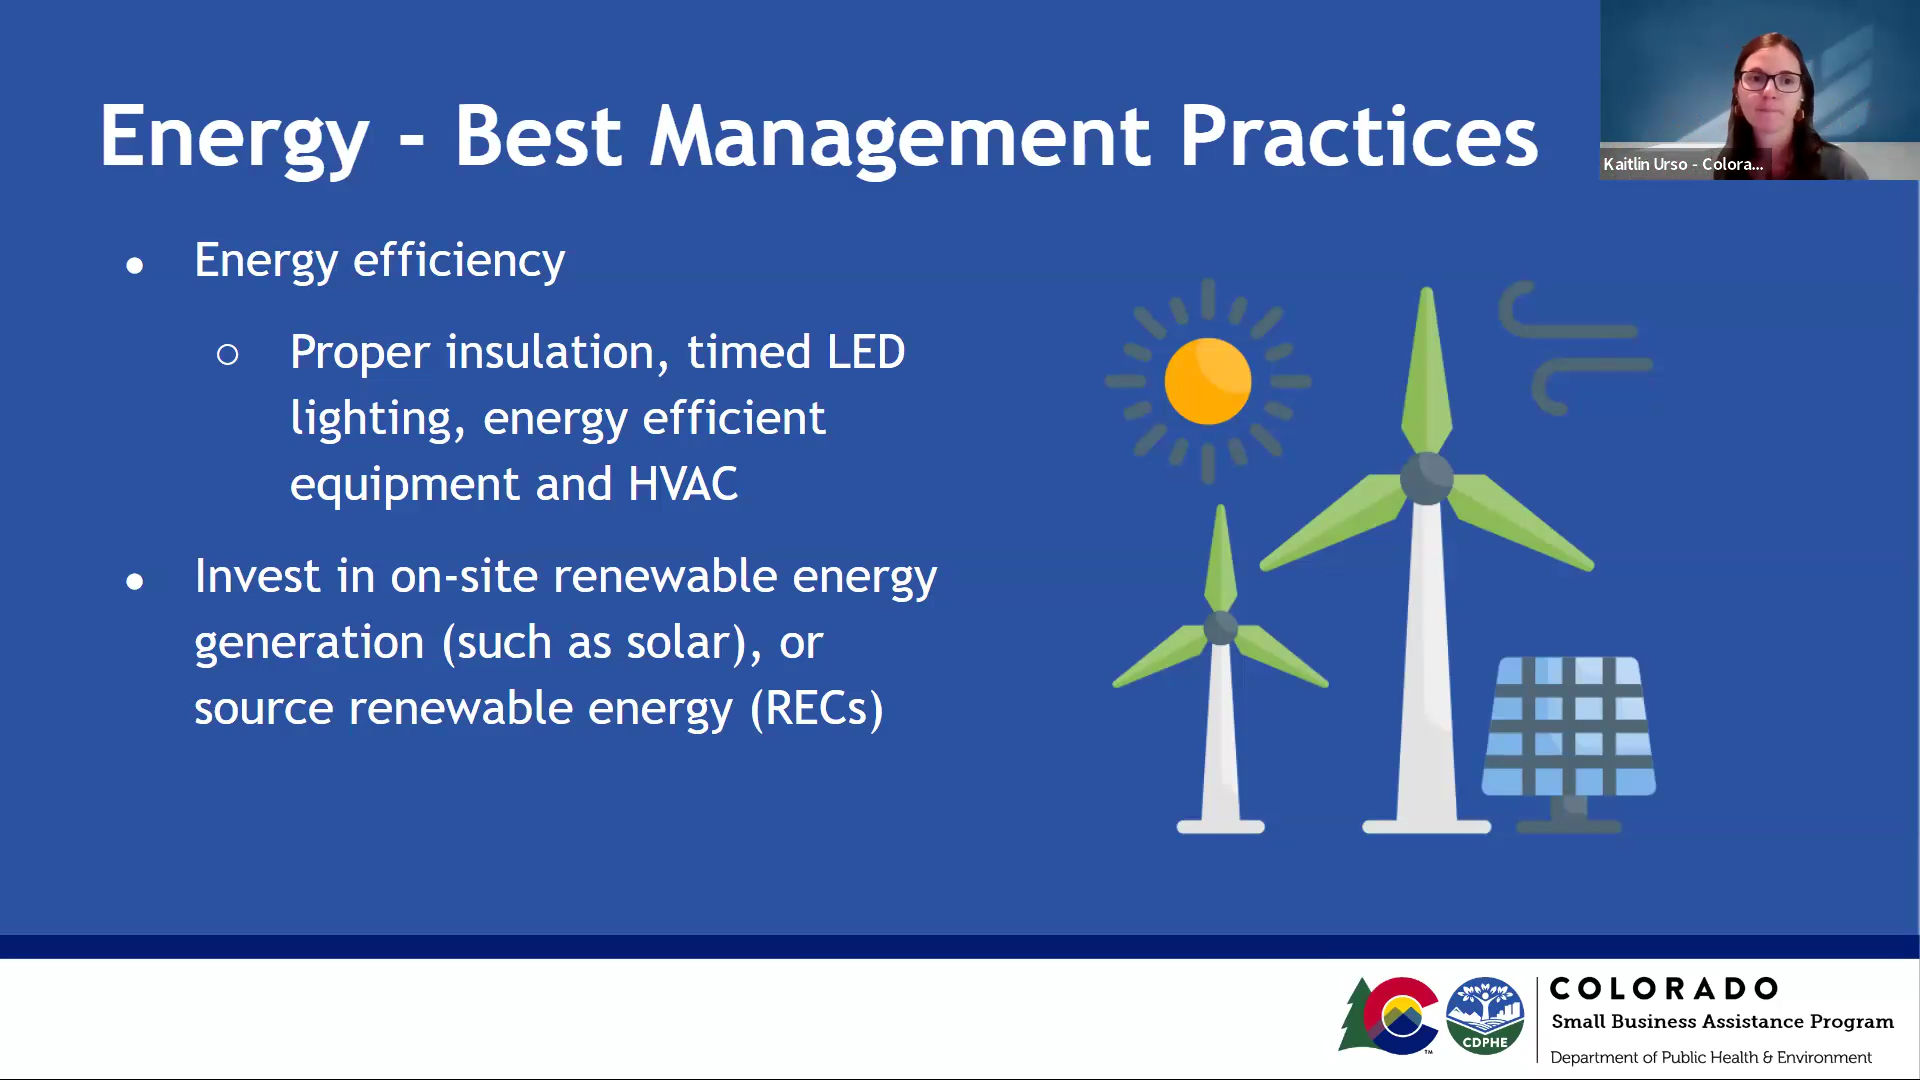 Energy - Best Management Practices
Kaitlin Urso - Colora...
● Energy efficiency
○ Proper insulation, timed LED
lighting, energy efficient
equipment and HVAC
● Invest in on-site renewable energy
generation (such as solar), or
source renewable energy (RECs)
CDPHE
TM
COLORADO
Small Business Assistance Program
Department of Public Health & Environment